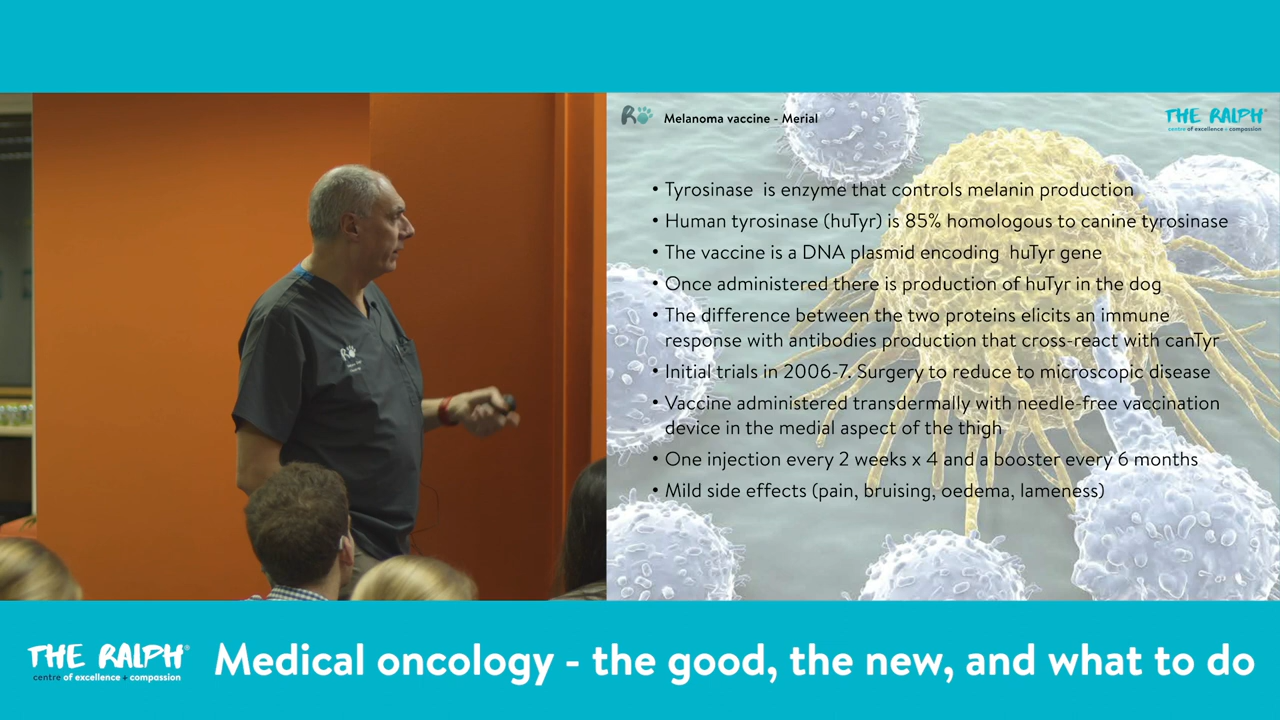 R
Melanoma vaccine - Merial
THE RALPH®
centre of excellence + compassion
• Tyrosinase is enzyme that controls melanin production
• Human tyrosinase (huTyr) is 85% homologous to canine tyrosinase
• The vaccine is a DNA plasmid encoding huTyr gene
• Once administered there is production of huTyr in the dog
• The difference between the two proteins elicits an immune
response with antibodies production that cross-react with canTyr
• Initial trials in 2006-7. Surgery to reduce to microscopic disease
• Vaccine administered transdermally with needle-free vaccination
device in the medial aspect of the thigh
• One injection every 2 weeks x 4 and a booster every 6 months
• Mild side effects (pain, bruising, oedema, lameness)
R
THE RALPH®
centre of excellence + compassion
Medical oncology - the good, the new, and what to do